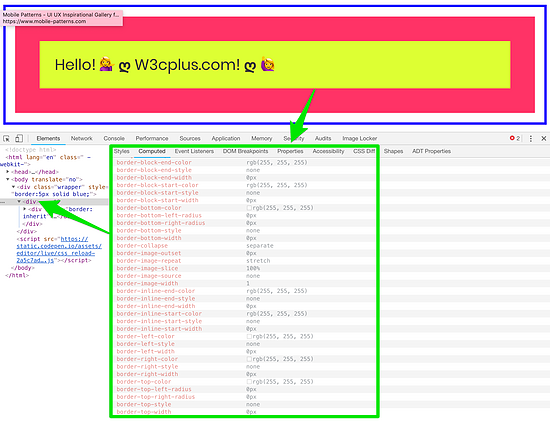 Mobile Patterns - UI UX Inspirational Gallery f...
https://www.mobile-patterns.com
Hello! 💁 ლ W3cplus.com! ლ 🙋
Elements Console Sources Network Performance Memory Application Security Audits Image Locker 2
Styles Computed Event Listeners DOM Breakpoints Properties Accessibility CSS Diff Shapes ADT Properties
<!doctype html>
<html lang="en" class=" -
webkit-">
<head>…</head>
<body translate="no">
<div class="wrapper" style=
"border:5px solid blue;">
<div>
<div style="border:
inherit
</div>
</div>
<script src="https://
static.codepen.io/assets/
editor/live/css_reload-
2a5c7ad….js"></script>
</body>
</html>
border-block-end-color rgb(255, 255, 255)
border-block-end-style none
border-block-end-width 0px
border-block-start-color rgb(255, 255, 255)
border-block-start-style none
border-block-start-width 0px
border-bottom-color rgb(255, 255, 255)
border-bottom-left-radius 0px
border-bottom-right-radius 0px
border-bottom-style none
border-bottom-width 0px
border-collapse separate
border-image-outset 0px
border-image-repeat stretch
border-image-slice 100%
border-image-source none
border-image-width 1
border-inline-end-color rgb(255, 255, 255)
border-inline-end-style none
border-inline-end-width 0px
border-inline-start-color rgb(255, 255, 255)
border-inline-start-style none
border-inline-start-width 0px
border-left-color rgb(255, 255, 255)
border-left-style none
border-left-width 0px
border-right-color rgb(255, 255, 255)
border-right-style none
border-right-width 0px
border-top-color rgb(255, 255, 255)
border-top-left-radius 0px
border-top-right-radius 0px
border-top-style none
border-top-width 0px